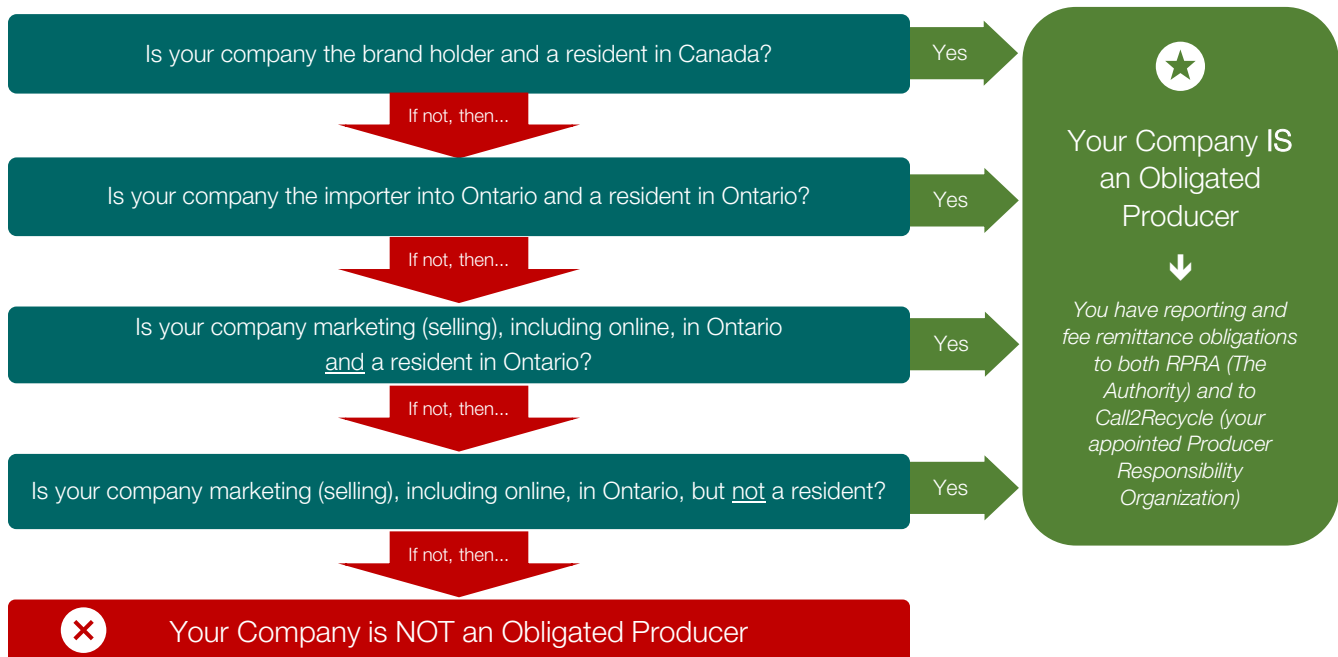 Is your company the brand holder and a resident in Canada?
Yes
If not, then...
Is your company the importer into Ontario and a resident in Ontario?
Yes
If not, then...
Is your company marketing (selling), including online, in Ontario
and a resident in Ontario?
Yes
If not, then...
Is your company marketing (selling), including online, in Ontario, but not a resident?
Yes
If not, then...
Your Company is NOT an Obligated Producer
Your Company IS
an Obligated
Producer
You have reporting and
fee remittance obligations
to both RPRA (The
Authority) and to
Call2Recycle (your
appointed Producer
Responsibility
Organization)